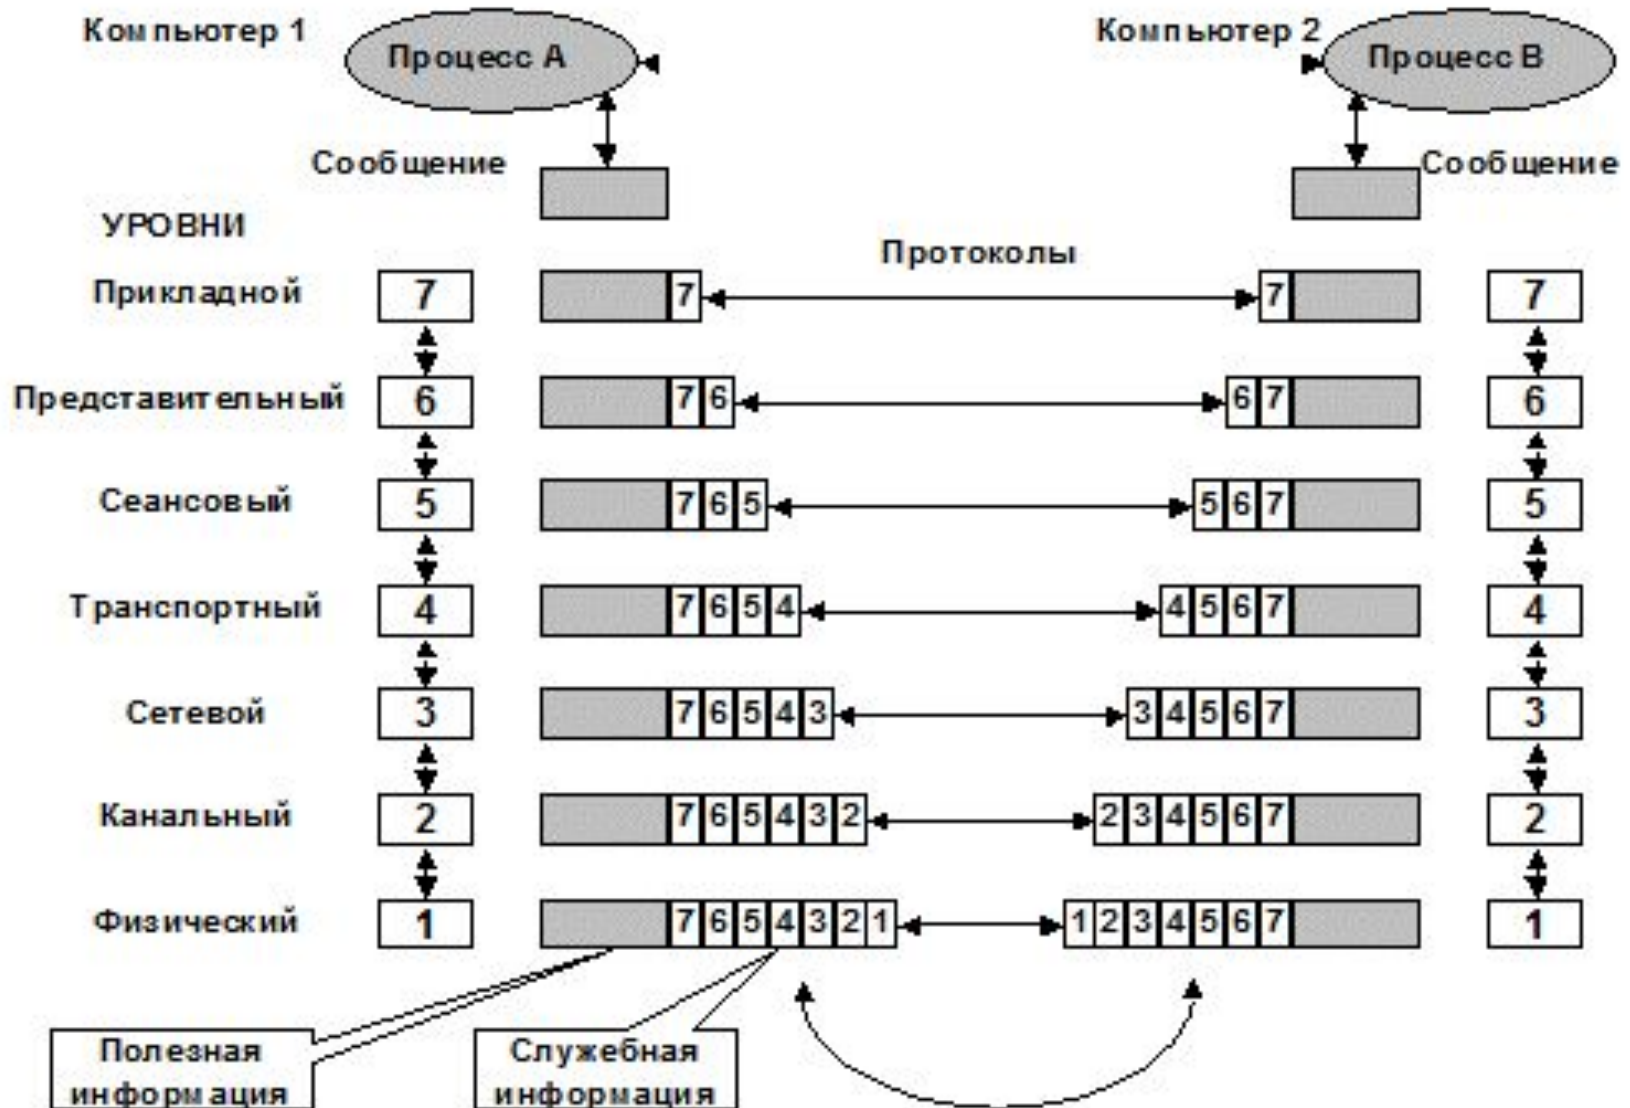 Компьютер 1
Процесс А
Компьютер 2
Процесс В
Сообщение
Сообщение
УРОВНИ
Протоколы
Прикладной 7 7 7 7
Представительный 6 7 6 6 7 6
Сеансовый 5 7 6 5 5 6 7 5
Транспортный 4 7 6 5 4 4 5 6 7 4
Сетевой 3 7 6 5 4 3 3 4 5 6 7 3
Канальный 2 7 6 5 4 3 2 2 3 4 5 6 7 2
Физический 1 7 6 5 4 3 2 1 1 2 3 4 5 6 7 1
Полезная
информация
Служебная
информация